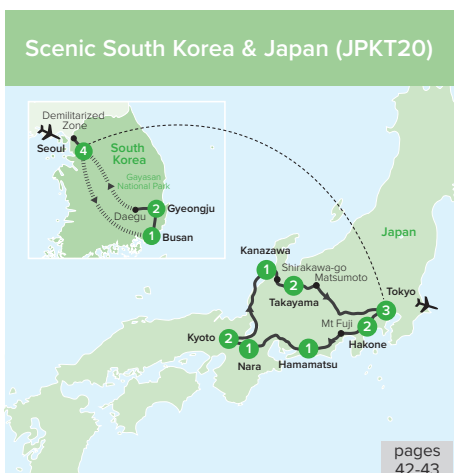 Scenic South Korea & Japan (JPKT20)
Demilitarized
Zone
Seoul
4
South
Korea
Gayasan
National Park
2
Gyeongju
Daegu
1
Busan
Japan
Kanazawa
1
Shirakawa-go
Matsumoto
2
Takayama
Tokyo
3
Mt Fuji
2
Hakone
Kyoto
2
1
Nara
1
Hamamatsu
pages
42-43